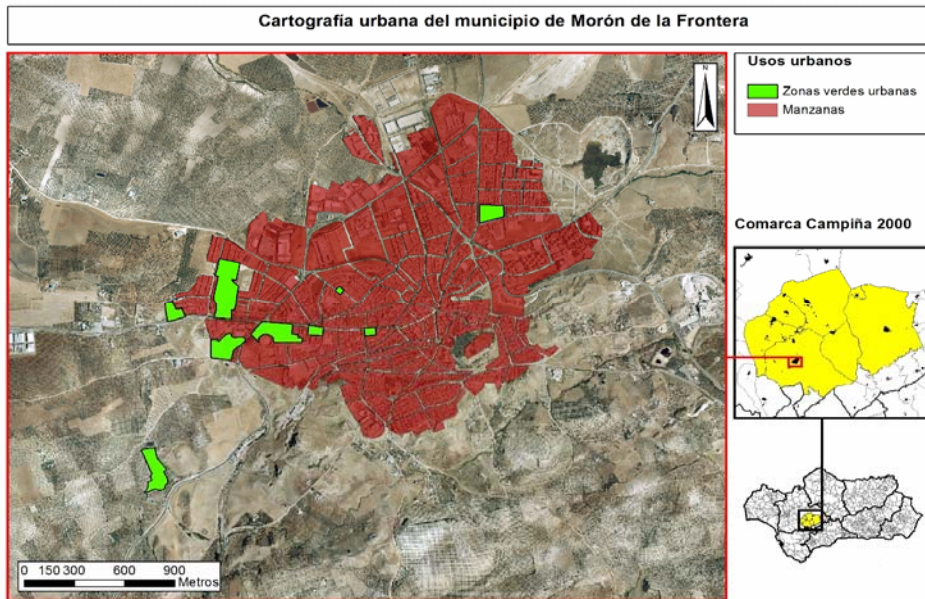 Cartografía urbana del municipio de Morón de la Frontera
N
Usos urbanos
Zonas verdes urbanas
Manzanas
Comarca Campiña 2000
0 150 300 600 900
Metros